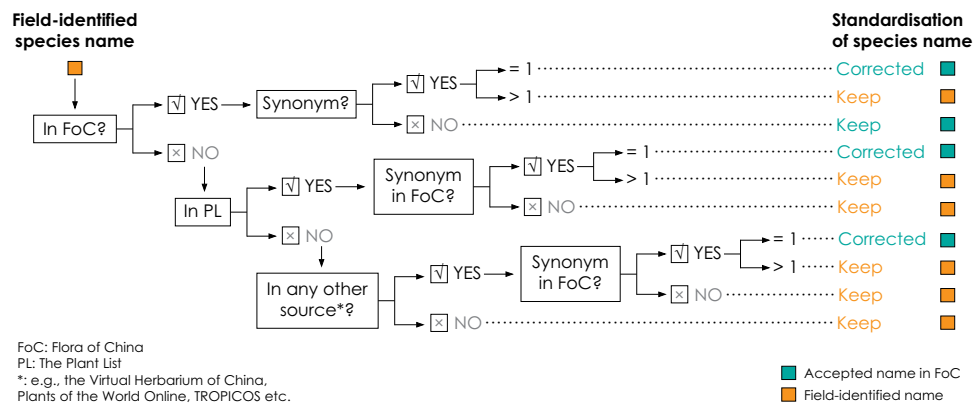 Field-identified
species name
Standardisation
of species name
= 1
Corrected
√ YES
> 1
Keep
√ YES
Synonym?
× NO
Keep
In FoC?
× NO
= 1
Corrected
√ YES
> 1
Keep
√ YES
Synonym
in FoC?
× NO
Keep
In PL
× NO
= 1
Corrected
√ YES
> 1
Keep
√ YES
Synonym
in FoC?
× NO
Keep
In any other
source*?
× NO
Keep
FoC: Flora of China
PL: The Plant List
*: e.g., the Virtual Herbarium of China,
Plants of the World Online, TROPICOS etc.
Accepted name in FoC
Field-identified name